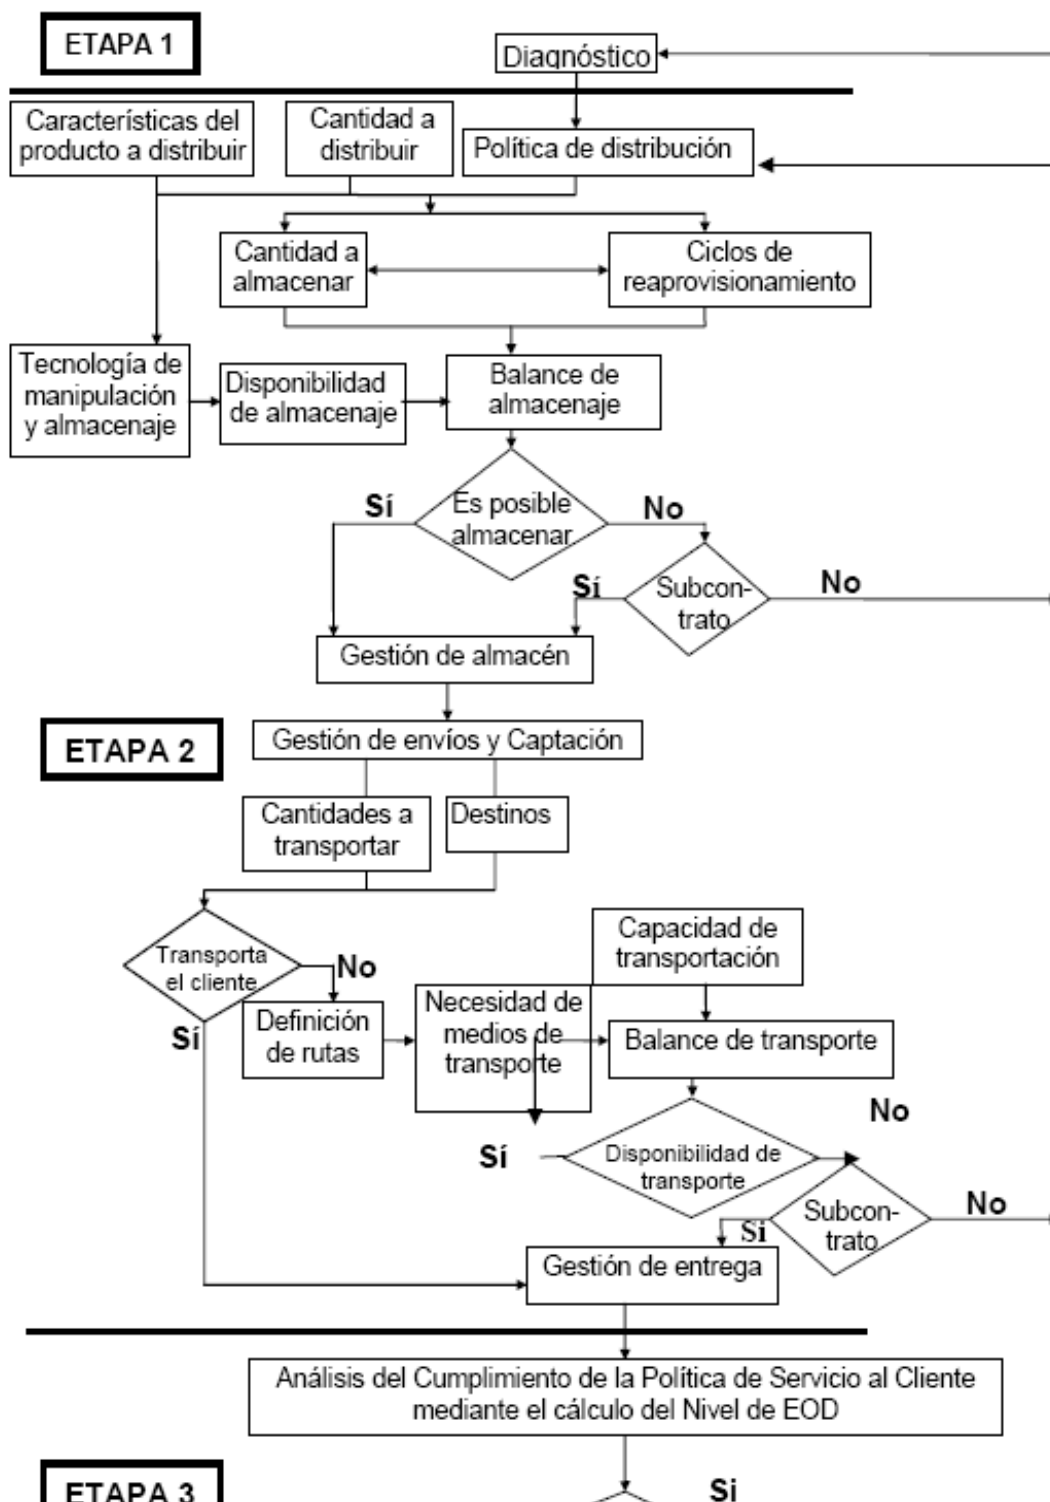 ETAPA 1
Diagnóstico
Características del
producto a distribuir
Cantidad a
distribuir
Política de distribución
Cantidad a
almacenar
Ciclos de
reaprovisionamiento
Tecnología de
manipulación
y almacenaje
Disponibilidad
de almacenaje
Balance de
almacenaje
Es posible
almacenar
Sí
No
Subcon-
trato
Sí
No
Gestión de almacén
ETAPA 2
Gestión de envíos y Captación
Cantidades a
transportar
Destinos
Transporta
el cliente
No
Sí
Definición
de rutas
Necesidad de
medios de
transporte
Capacidad de
transportación
Balance de transporte
No
Sí
Disponibilidad de
transporte
Subcon-
trato
No
Si
Gestión de entrega
Análisis del Cumplimiento de la Política de Servicio al Cliente
mediante el cálculo del Nivel de EOD
ETAPA 3
Si